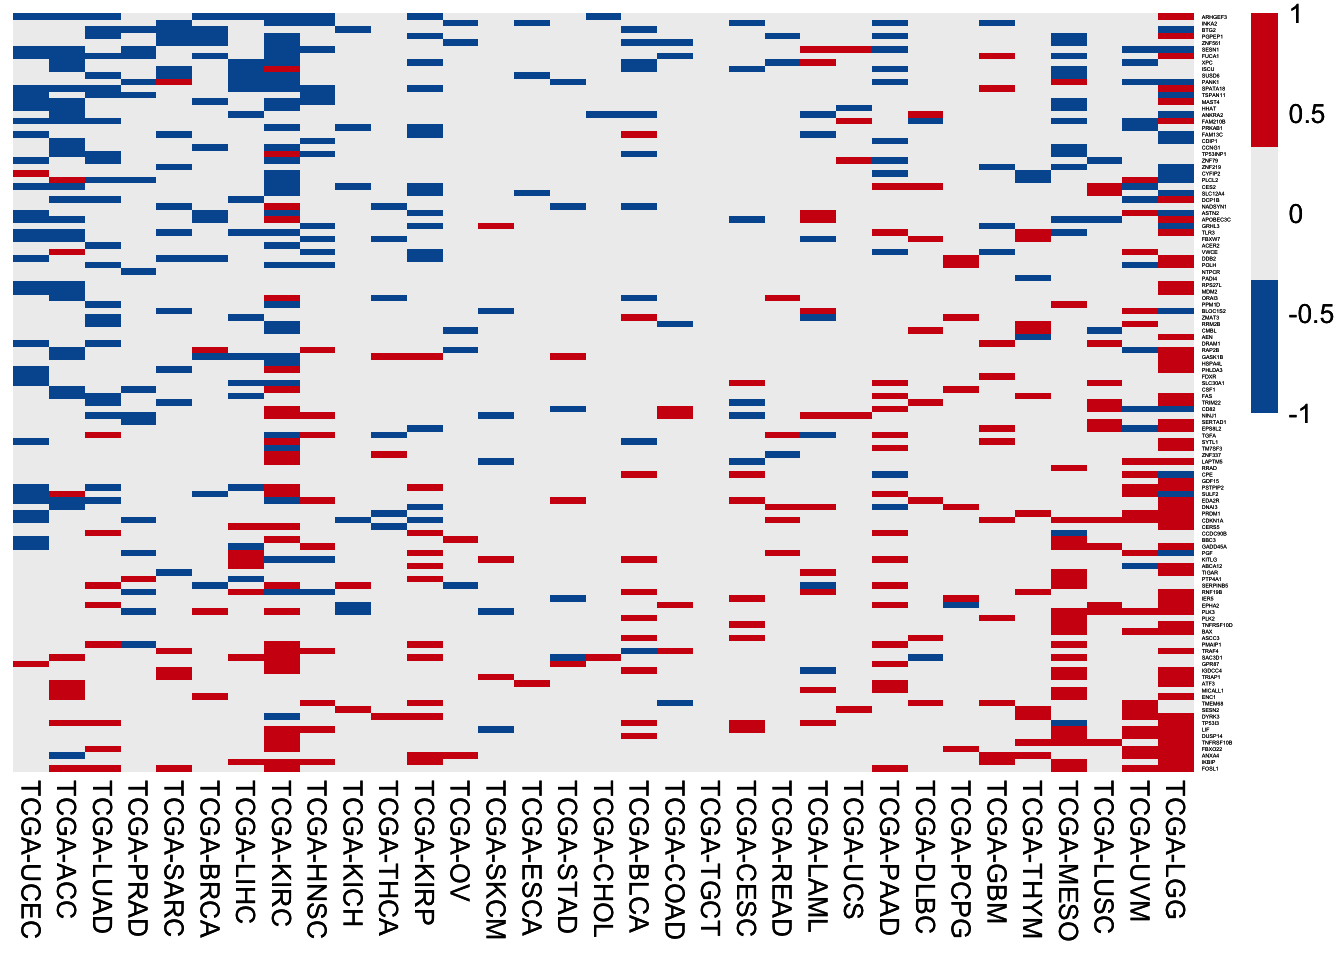 ARHGEF3
INKA2
BTG2
PGPEP1
ZNF561
SESN1
FUCA1
XPC
ISCU
SUSD6
PANK1
SPATA18
TSPAN11
MAST4
HHAT
ANKRA2
FAM210B
PRKAB1
FAM13C
CDIP1
CCNG1
TP53INP1
ZNF79
ZNF219
CYFIP2
PLCL2
CES2
SLC12A4
DCP1B
NADSYN1
ASTN2
APOBEC3C
GRHL3
TLR3
FBXW7
ACER2
VWCE
DDB2
POLH
NTPCR
PADI4
RPS27L
MDM2
ORAI3
PPM1D
BLOC1S2
ZMAT3
RRM2B
CMBL
AEN
DRAM1
RAP2B
GASK1B
HSPA4L
PHLDA3
FDXR
SLC30A1
CSF1
FAS
TRIM22
CD82
NINJ1
SERTAD1
EPS8L2
TGFA
SYTL1
TM7SF3
ZNF337
LAPTM5
RRAD
CPE
GDF15
PSTPIP2
SULF2
EDA2R
DNAI3
PRDM1
CDKN1A
CERS5
CCDC90B
BBC3
GADD45A
PGF
KITLG
ABCA12
TIGAR
PTP4A1
SERPINB5
RNF19B
IER5
EPHA2
PLK3
PLK2
TNFRSF10D
BAX
ASCC3
PMAIP1
TRAF4
SAC3D1
GPR87
IGDCC4
TRIAP1
ATF3
MICALL1
ENC1
TMEM68
SESN2
DYRK3
TP53I3
LIF
DUSP14
TNFRSF10B
FBXO22
ANXA4
IKBIP
FOSL1
1
0.5
0
-0.5
-1
TCGA-UCEC
TCGA-ACC
TCGA-LUAD
TCGA-PRAD
TCGA-SARC
TCGA-BRCA
TCGA-LIHC
TCGA-KIRC
TCGA-HNSC
TCGA-KICH
TCGA-THCA
TCGA-KIRP
TCGA-OV
TCGA-SKCM
TCGA-ESCA
TCGA-STAD
TCGA-CHOL
TCGA-BLCA
TCGA-COAD
TCGA-TGCT
TCGA-CESC
TCGA-READ
TCGA-LAML
TCGA-UCS
TCGA-PAAD
TCGA-DLBC
TCGA-PCPG
TCGA-GBM
TCGA-THYM
TCGA-MESO
TCGA-LUSC
TCGA-UVM
TCGA-LGG